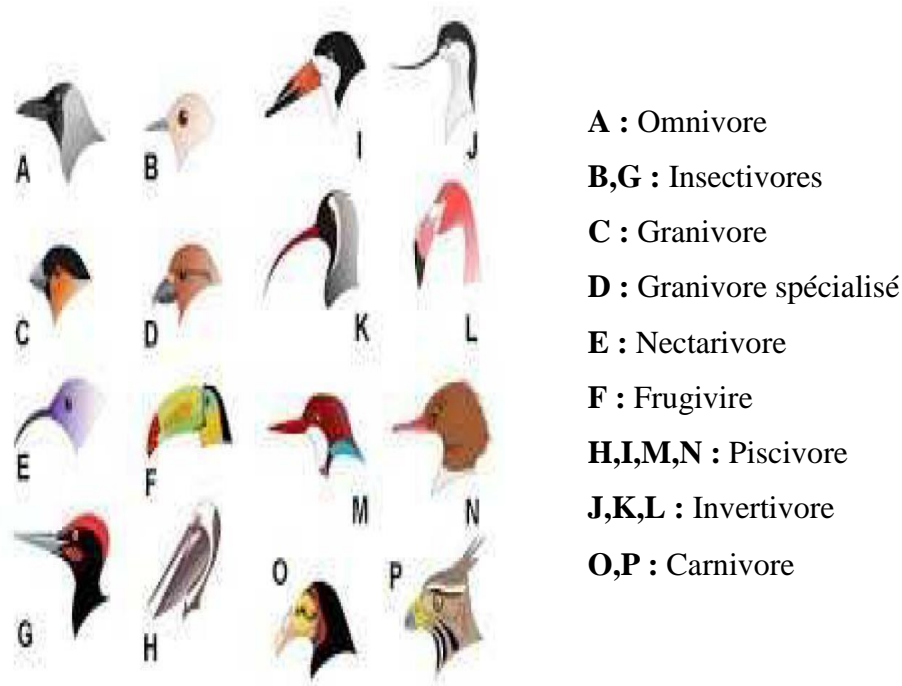 I J
A B
K L
C D
E F
M N
O P
G H
A : Omnivore
B,G : Insectivores
C : Granivore
D : Granivore spécialisé
E : Nectarivore
F : Frugivire
H,I,M,N : Piscivore
J,K,L : Invertivore
O,P : Carnivore